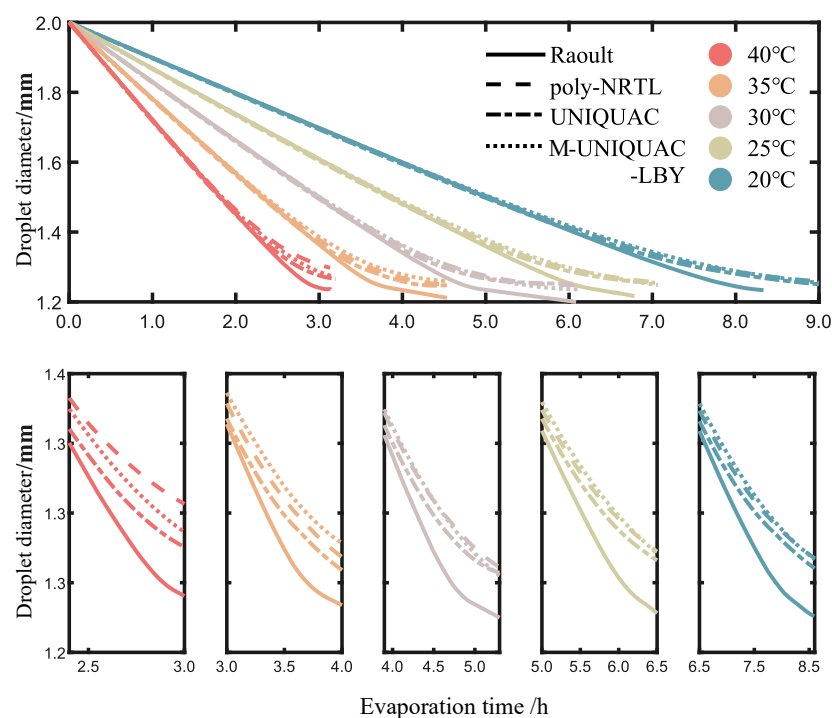 2.0
1.8
1.6
1.4
1.2
Droplet diameter/mm
Raoult
poly-NRTL
UNIQUAC
M-UNIQUAC
-LBY
40℃
35℃
30℃
25℃
20℃
0.0 1.0 2.0 3.0 4.0 5.0 6.0 7.0 8.0 9.0
1.4
1.3
1.3
1.3
1.2
Droplet diameter/mm
2.5 3.0
3.0 3.5 4.0
4.0 4.5 5.0
5.0 5.5 6.0 6.5
6.5 7.5 8.5
Evaporation time /h